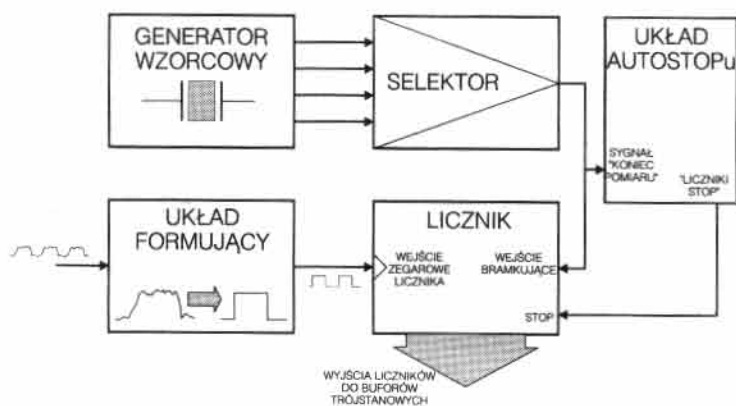 GENERATOR
WZORCOWY
SELEKTOR
UKŁAD
AUTOSTOPu
SYGNAŁ
"KONIEC
POMIARU"
"LICZNIKI
STOP"
UKŁAD
FORMUJĄCY
LICZNIK
WEJŚCIE
ZEGAROWE
LICZNIKA
WEJŚCIE
BRAMKUJĄCE
STOP
WYJŚCIA LICZNIKÓW
DO BUFORÓW
TRÓJSTANOWYCH